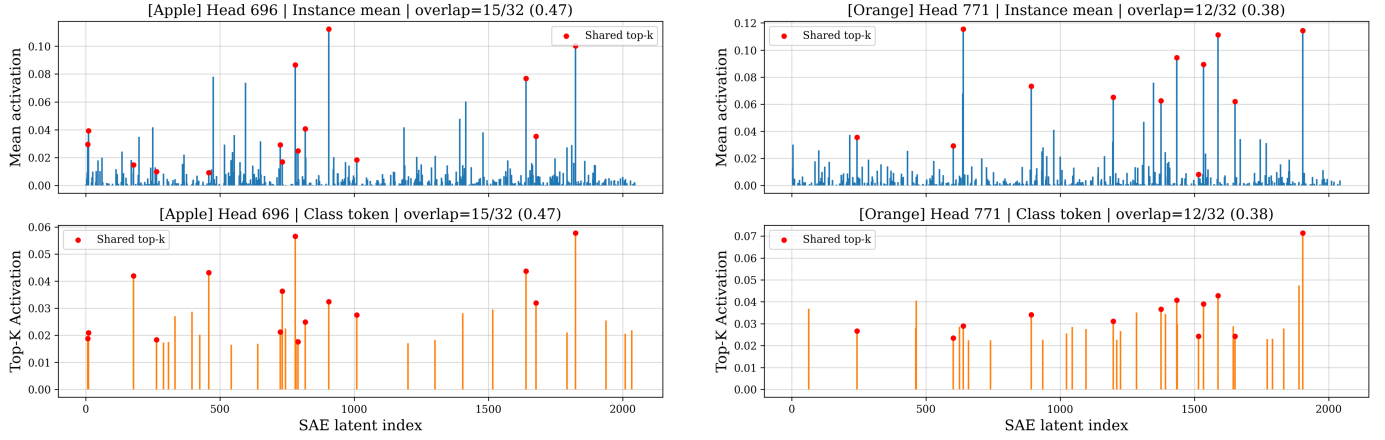 [Apple] Head 696 | Instance mean | overlap=15/32 (0.47)
Mean activation
0.10
0.08
0.06
0.04
0.02
0.00
Shared top-k
[Apple] Head 696 | Class token | overlap=15/32 (0.47)
Top-K Activation
0.06
0.05
0.04
0.03
0.02
0.01
0.00
Shared top-k
0
500
1000
1500
2000
SAE latent index
[Orange] Head 771 | Instance mean | overlap=12/32 (0.38)
Mean activation
0.12
0.10
0.08
0.06
0.04
0.02
0.00
Shared top-k
[Orange] Head 771 | Class token | overlap=12/32 (0.38)
Top-K Activation
0.07
0.06
0.05
0.04
0.03
0.02
0.01
0.00
Shared top-k
0
500
1000
1500
2000
SAE latent index